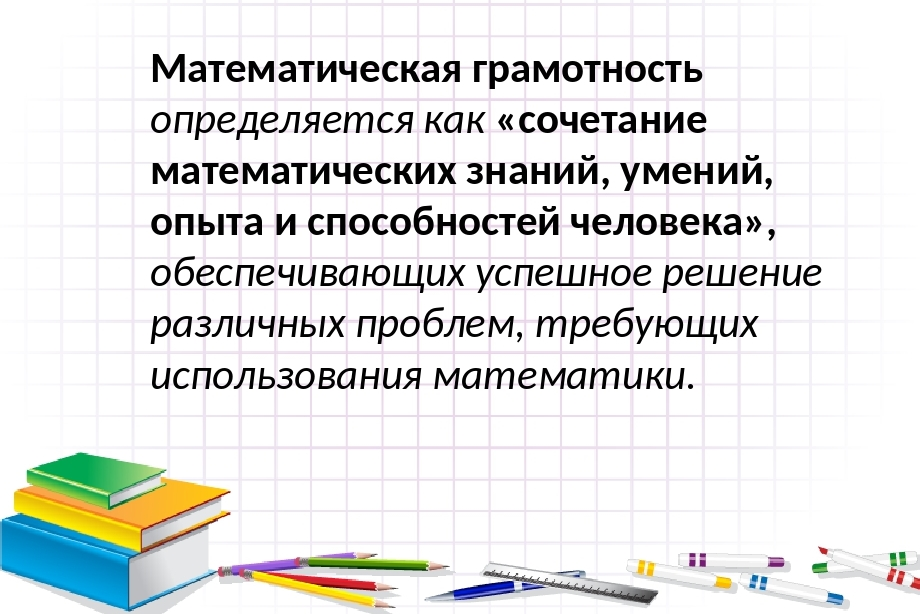 Математическая грамотность
определяется как «сочетание
математических знаний, умений,
опыта и способностей человека»,
обеспечивающих успешное решение
различных проблем, требующих
использования математики.